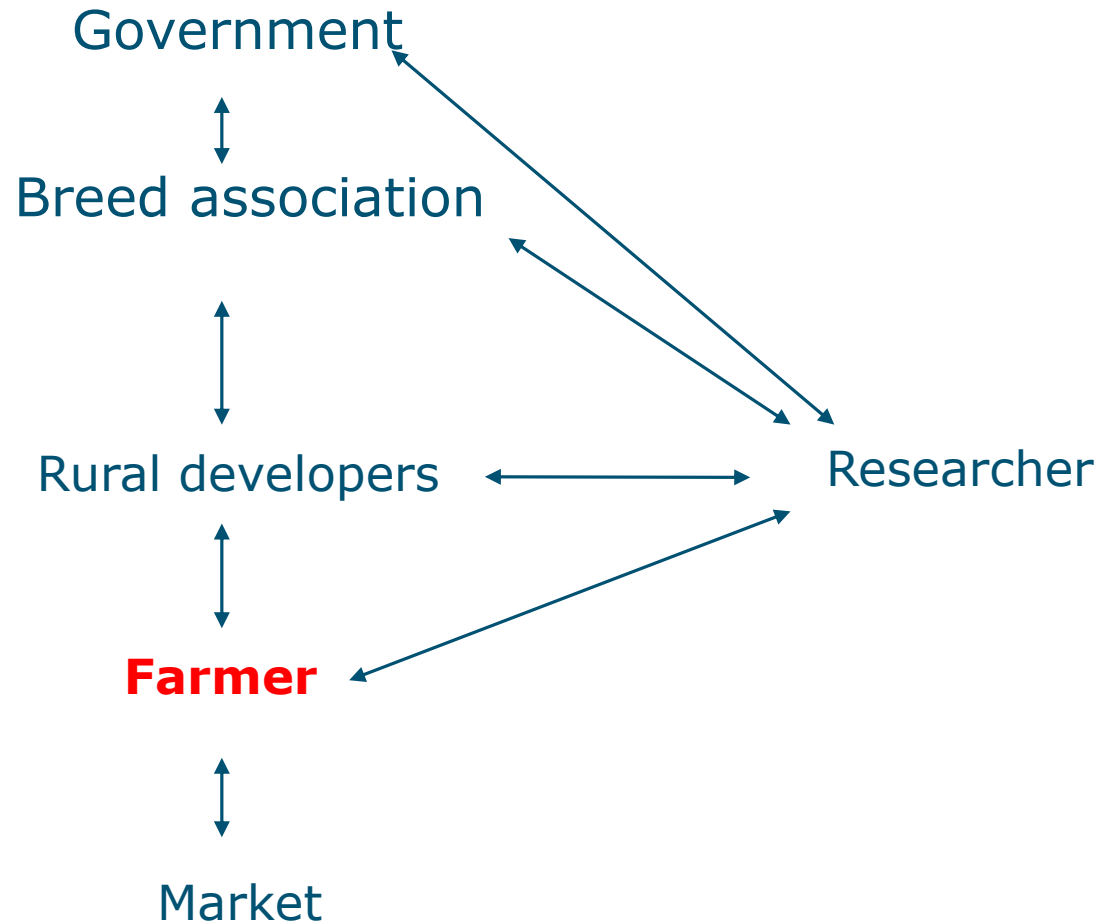 Government
Breed association
Rural developers
Researcher
Farmer
Market